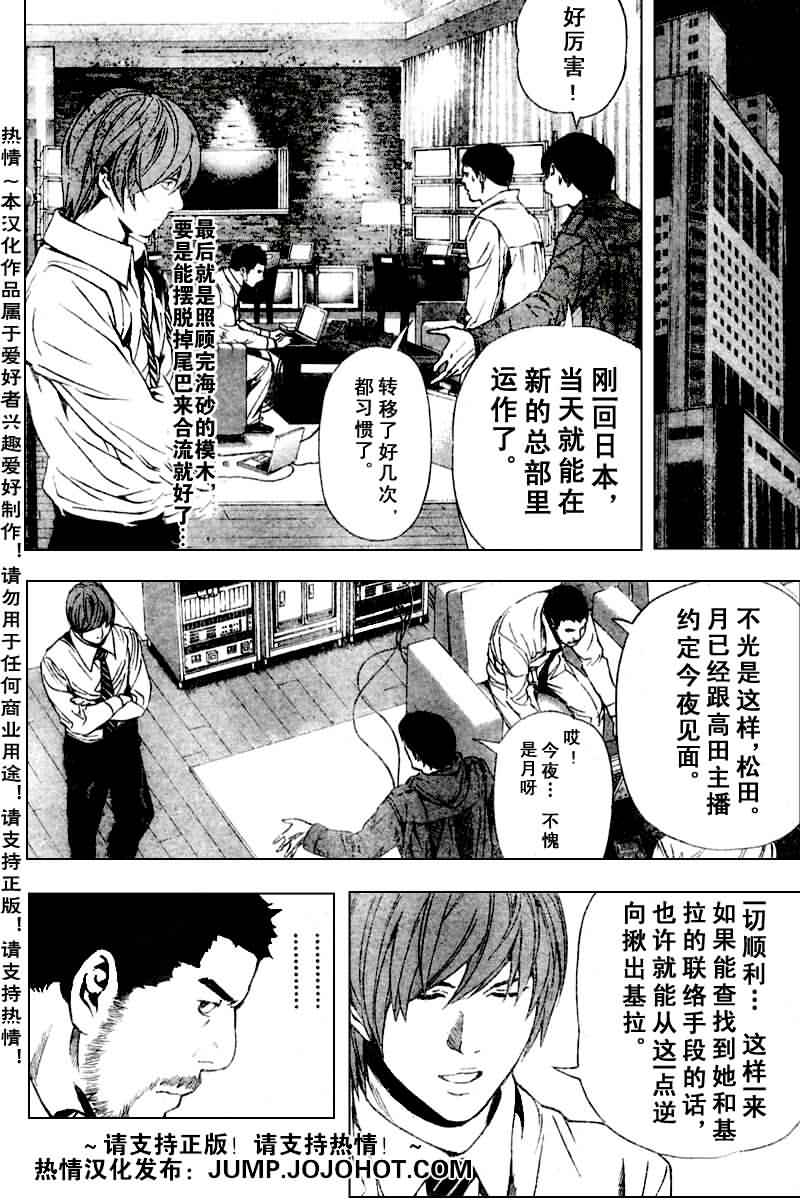 好厉害！
刚一回日本，
当天就能在
新的总部里
运作了。
转移了好几次，
都习惯了。
最后就是照顾完海砂的模木，
要是能摆脱掉尾巴来合流就好了…
不光是这样，松田。
月已经跟高田主播
约定今夜见面。
哎！
今夜… 不愧
是月呀
一切顺利… 这样一来
如果能查找到她和基
拉的联络手段的话，
也许就能从这一点逆
向揪出基拉。
…………
…………
热情～本汉化作品属于爱好者兴趣爱好制作！请勿用于任何商业用途！请支持正版！请支持热情！
～请支持正版！请支持热情！～
热情汉化发布：JUMP.JOJOHOT.COM